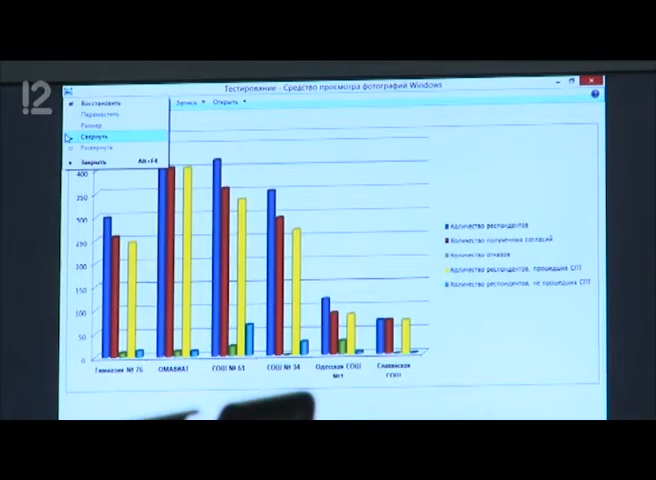 12
Тестирование - Средство просмотра фотографий Windows
Восстановить
Переместить
Размер
Свернуть
Развернуть
Закрыть Alt+F4
Запись Открыть
400
350
300
250
200
150
100
50
0
Гимназия № 76 ОМАВИАТ СОШ № 61 СОШ № 34 Одесская СОШ №1 Славянская СОШ
Количество респондентов
Количество полученных согласий
Количество отказов
Количество респондентов, прошедших СПТ
Количество респондентов, не прошедших СПТ